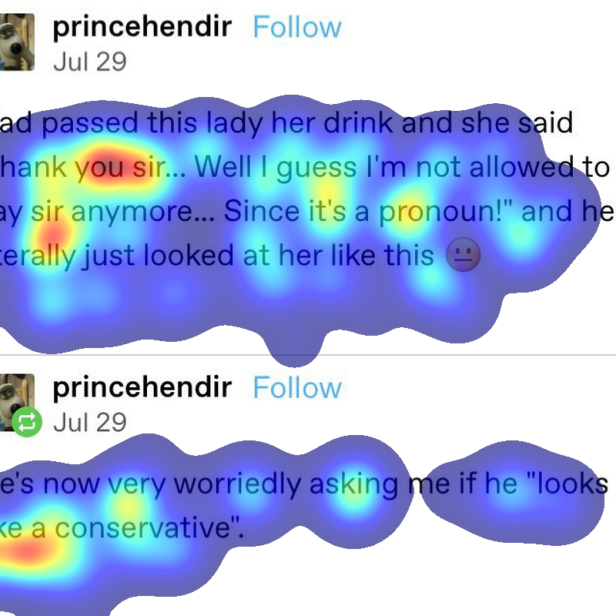 princehendir Follow
Jul 29
ad passed this lady her drink and she said
hank you sir... Well I guess I'm not allowed to
ay sir anymore... Since it's a pronoun!" and he
terally just looked at her like this 😐
princehendir Follow
Jul 29
e's now very worriedly asking me if he "looks
ke a conservative".